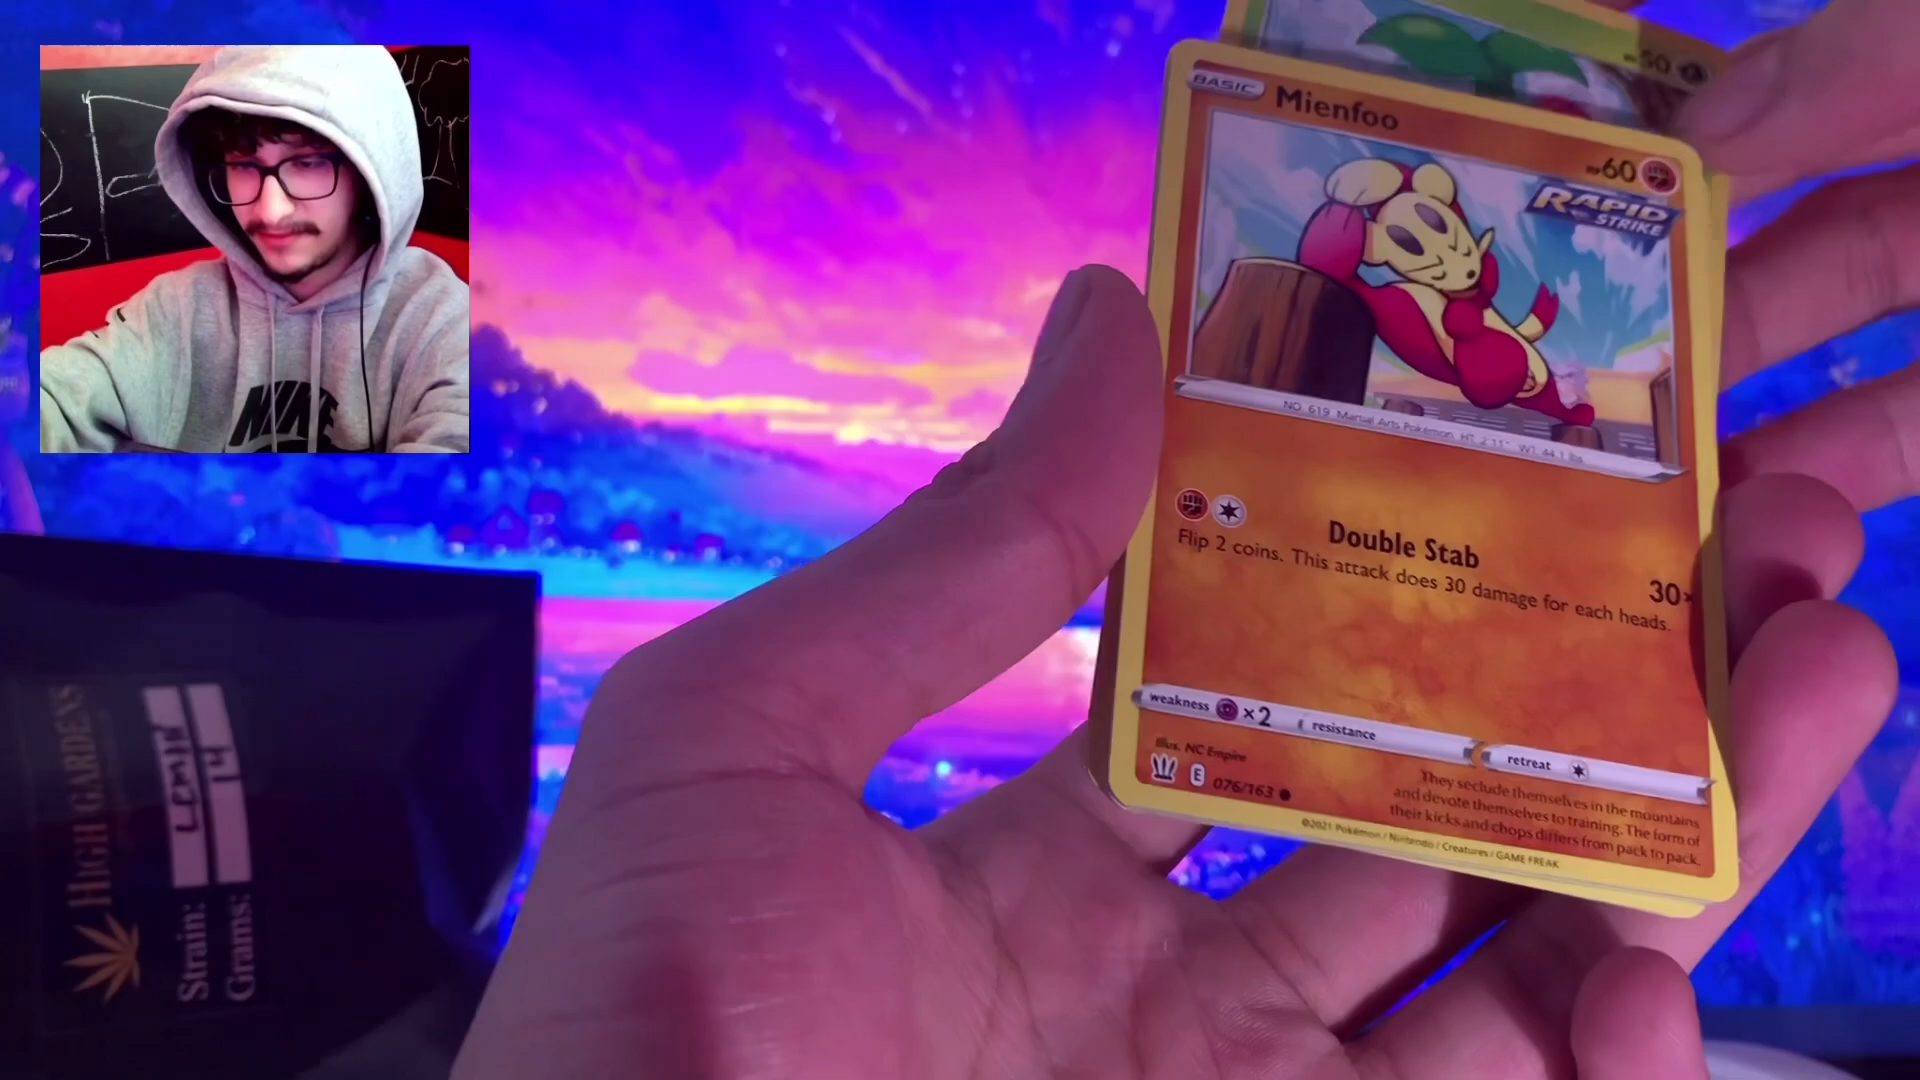 NIKE
HIGH GARDENS
Strain:
Grams: 14
50
BASIC Mienfoo
HP60
RAPID
STRIKE
NO. 619 Martial Arts Pokémon HT: 2'11" WT: 44.1 lbs.
Double Stab 30×
Flip 2 coins. This attack does 30 damage for each heads.
weakness ×2 resistance retreat
Illus. NC Empire
E 076/163
They seclude themselves in the mountains
and devote themselves to training. The form of
their kicks and chops differs from pack to pack.
©2021 Pokémon / Nintendo / Creatures / GAME FREAK